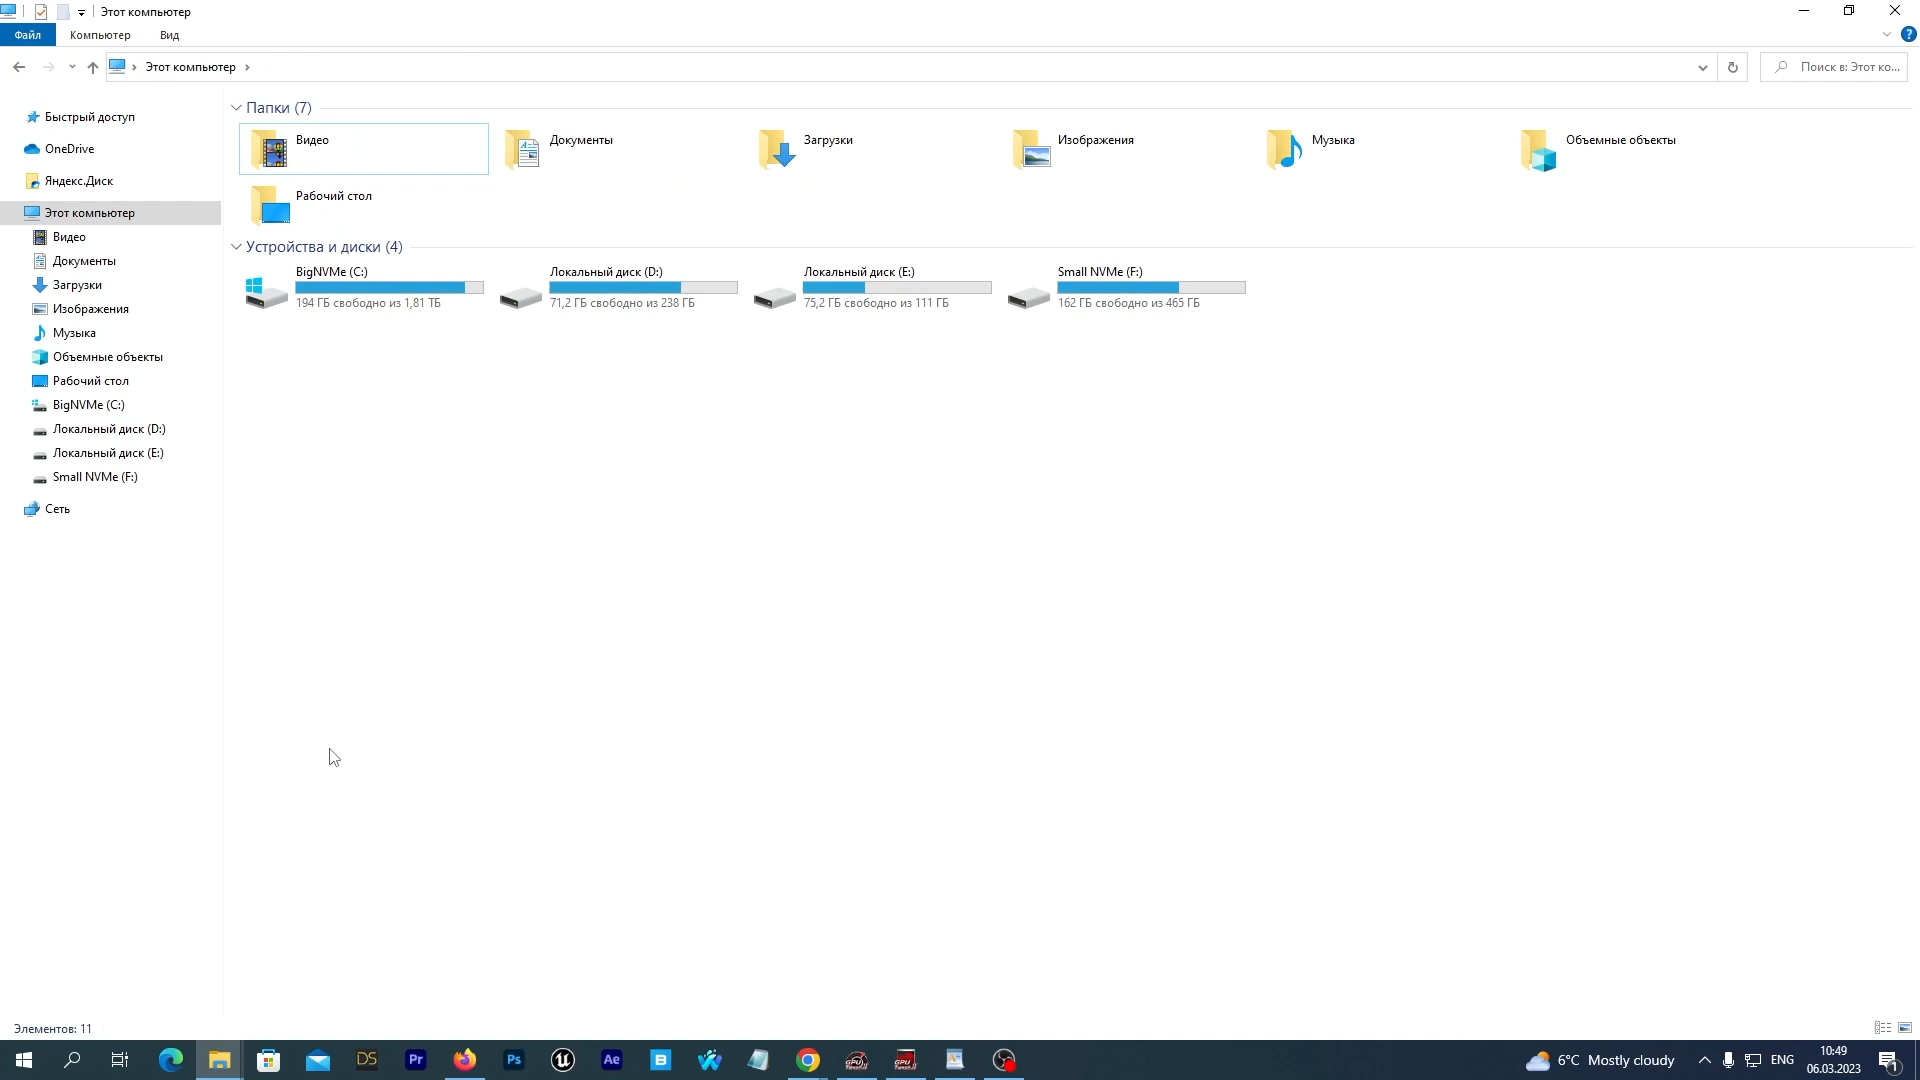 Этот компьютер
Файл
Компьютер
Вид
?
Этот компьютер
Поиск в: Этот ко...
Быстрый доступ
OneDrive
Яндекс.Диск
Этот компьютер
Видео
Документы
Загрузки
Изображения
Музыка
Объемные объекты
Рабочий стол
BigNVMe (C:)
Локальный диск (D:)
Локальный диск (E:)
Small NVMe (F:)
Сеть
Папки (7)
Видео
Документы
Загрузки
Изображения
Музыка
Объемные объекты
Рабочий стол
Устройства и диски (4)
BigNVMe (C:)
194 ГБ свободно из 1,81 ТБ
Локальный диск (D:)
71,2 ГБ свободно из 238 ГБ
Локальный диск (E:)
75,2 ГБ свободно из 111 ГБ
Small NVMe (F:)
162 ГБ свободно из 465 ГБ
Элементов: 11
DS
Pr
Ps
Ae
B
6°C Mostly cloudy
ENG
10:49
06.03.2023
1